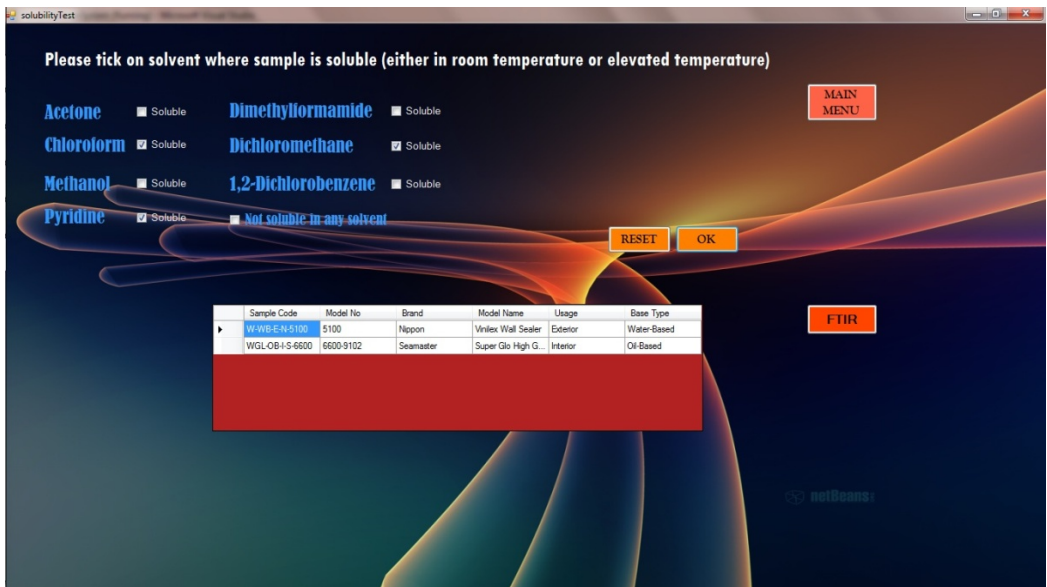 solubilityTest
Please tick on solvent where sample is soluble (either in room temperature or elevated temperature)
MAIN MENU
Acetone Soluble Dimethylformamide Soluble
Chloroform Soluble Dichloromethane Soluble
Methanol Soluble 1,2-Dichlorobenzene Soluble
Pyridine Soluble Not soluble in any solvent
RESET OK
Sample Code Model No Brand Model Name Usage Base Type
W-WB-E-N-5100 5100 Nippon Vinilex Wall Sealer Exterior Water-Based
WGL-OB-I-S-6600 6600-9102 Seamaster Super Glo High G... Interior Oil-Based
FTIR
netBeans